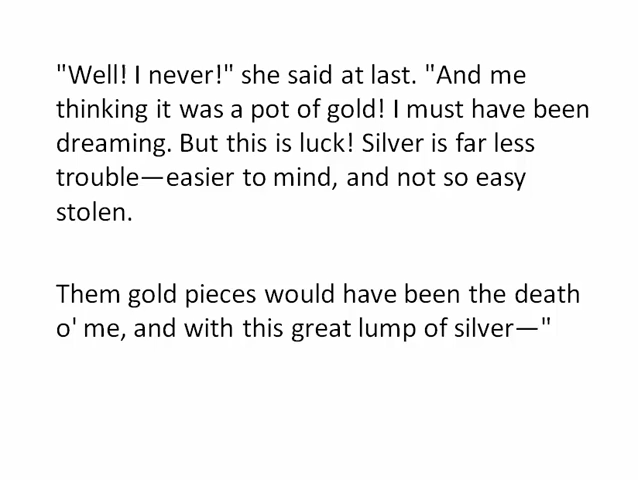 "Well! I never!" she said at last. "And me
thinking it was a pot of gold! I must have been
dreaming. But this is luck! Silver is far less
trouble—easier to mind, and not so easy
stolen.
Them gold pieces would have been the death
o' me, and with this great lump of silver—"